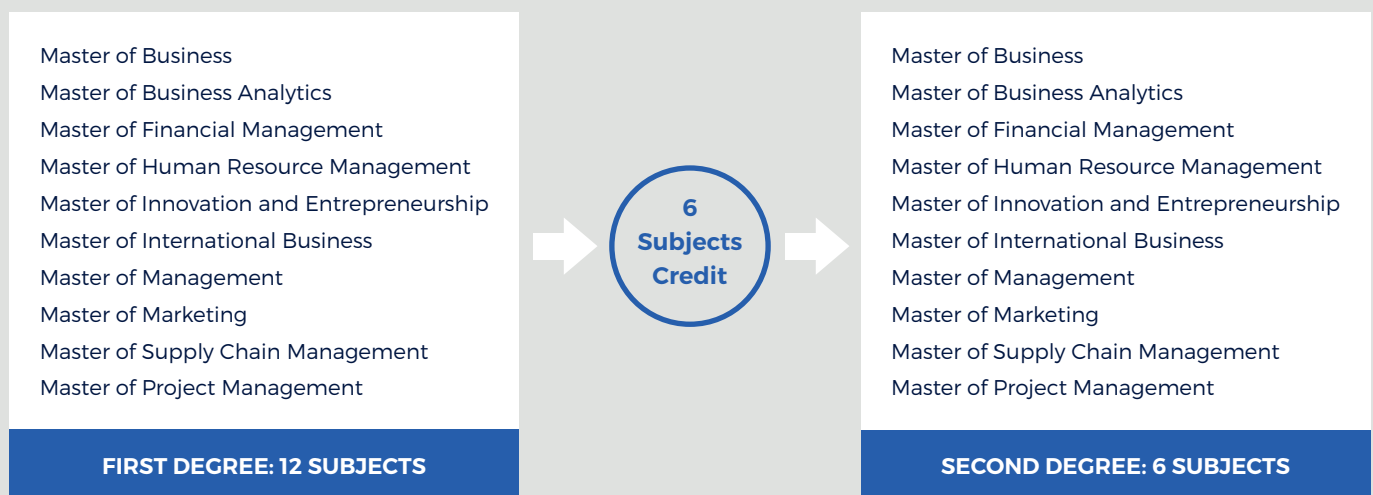 Master of Business
Master of Business Analytics
Master of Financial Management
Master of Human Resource Management
Master of Innovation and Entrepreneurship
Master of International Business
Master of Management
Master of Marketing
Master of Supply Chain Management
Master of Project Management
FIRST DEGREE: 12 SUBJECTS
6
Subjects
Credit
Master of Business
Master of Business Analytics
Master of Financial Management
Master of Human Resource Management
Master of Innovation and Entrepreneurship
Master of International Business
Master of Management
Master of Marketing
Master of Supply Chain Management
Master of Project Management
SECOND DEGREE: 6 SUBJECTS